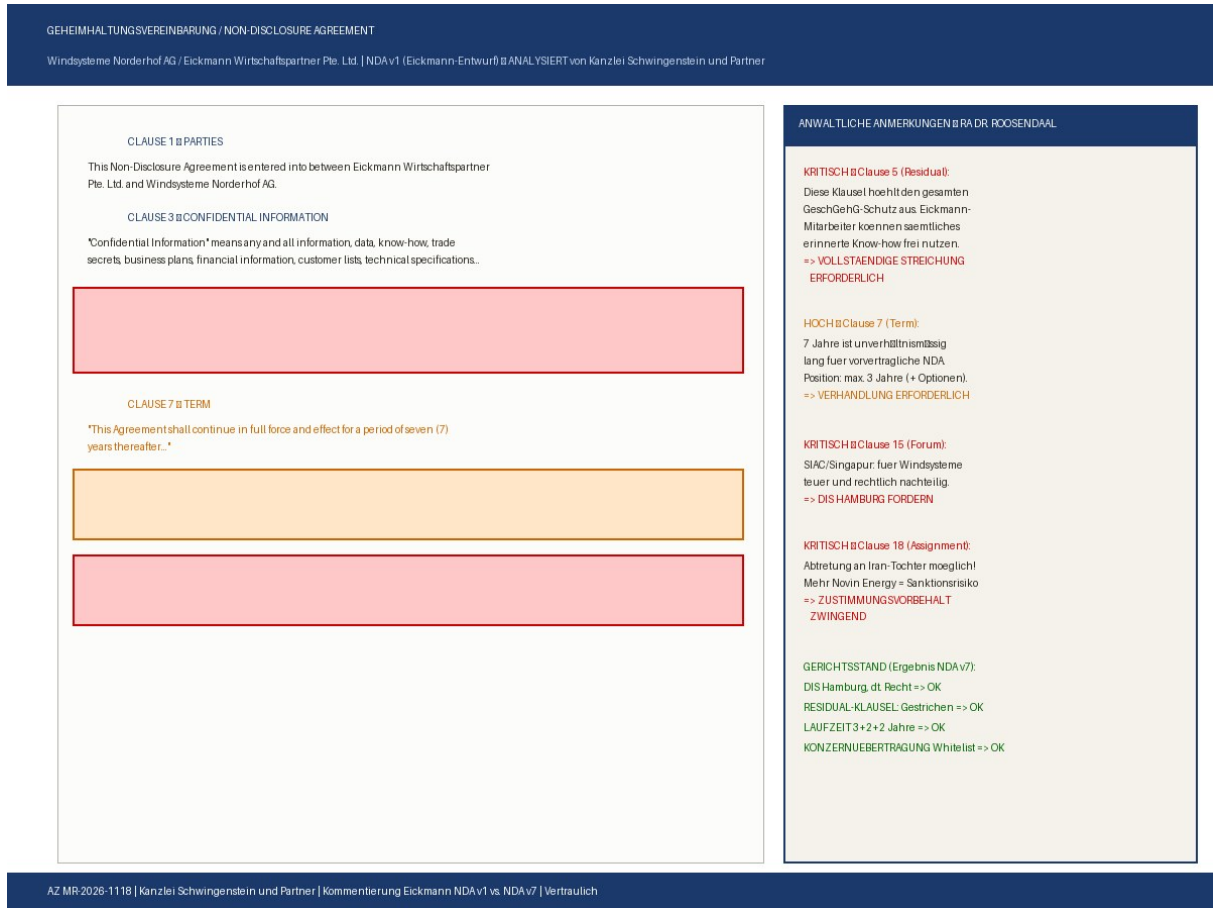 GEHEIMHALTUNGSVEREINBARUNG / NON-DISCLOSURE AGREEMENT
Windsysteme Norderhof AG / Eickmann Wirtschaftspartner Pte. Ltd. | NDA v1 (Eickmann-Entwurf) ANALYSIERT von Kanzlei Schwingenstein und Partner
CLAUSE 1 PARTIES
This Non-Disclosure Agreement is entered into between Eickmann Wirtschaftspartner
Pte. Ltd. and Windsysteme Norderhof AG.
CLAUSE 3 CONFIDENTIAL INFORMATION
"Confidential Information" means any and all information, data, know-how, trade
secrets, business plans, financial information, customer lists, technical specifications...
CLAUSE 7 TERM
"This Agreement shall continue in full force and effect for a period of seven (7)
years thereafter..."
ANWALTLICHE ANMERKUNGEN RA DR. ROOSENDAAL
KRITISCH Clause 5 (Residual):
Diese Klausel hoehlt den gesamten
GeschGehG-Schutz aus. Eickmann-
Mitarbeiter koennen saemtliches
erinnerte Know-how frei nutzen.
=> VOLLSTAENDIGE STREICHUNG
ERFORDERLICH
HOCH Clause 7 (Term):
7 Jahre ist unverh▯ltnism▯ssig
lang fuer vorvertragliche NDA.
Position: max. 3 Jahre (+ Optionen).
=> VERHANDLUNG ERFORDERLICH
KRITISCH Clause 15 (Forum):
SIAC/Singapur: fuer Windsysteme
teuer und rechtlich nachteilig.
=> DIS HAMBURG FORDERN
KRITISCH Clause 18 (Assignment):
Abtretung an Iran-Tochter moeglich!
Mehr Novin Energy = Sanktionsrisiko
=> ZUSTIMMUNGSVORBEHALT
ZWINGEND
GERICHTSSTAND (Ergebnis NDA v7):
DIS Hamburg, dt. Recht => OK
RESIDUAL-KLAUSEL: Gestrichen => OK
LAUFZEIT 3+2+2 Jahre => OK
KONZERNUEBERTRAGUNG Whitelist => OK
AZ MR-2026-1118 | Kanzlei Schwingenstein und Partner | Kommentierung Eickmann NDA v1 vs. NDA v7 | Vertraulich